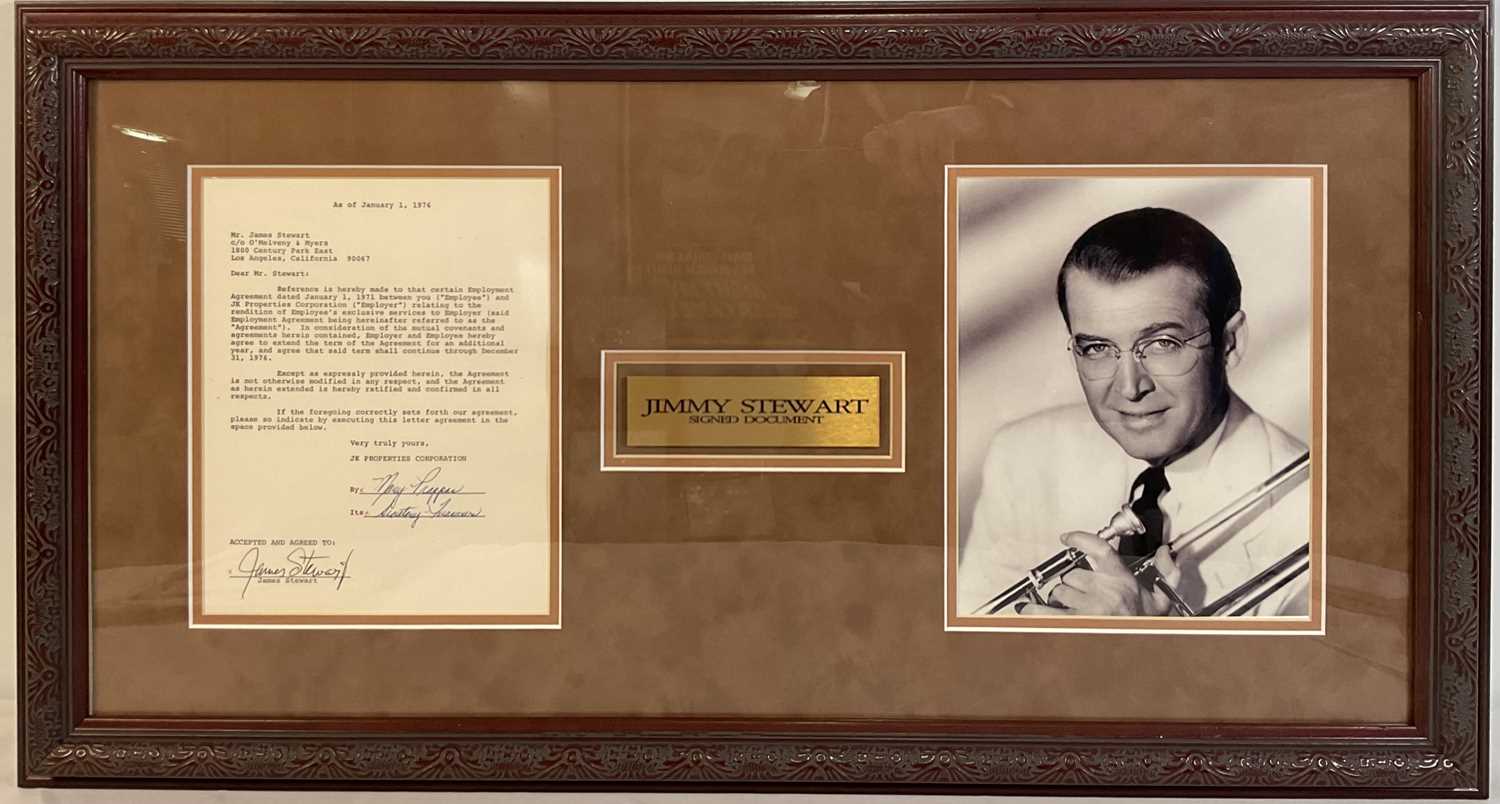 As of January 1, 1976
Mr. James Stewart
c/o O'Melveny & Myers
1800 Century Park East
Los Angeles, California 90067
Dear Mr. Stewart:
Reference is hereby made to that certain Employment
Agreement dated January 1, 1971 between you ("Employee") and
JK Properties Corporation ("Employer") relating to the
rendition of Employee's exclusive services to Employer (said
Employment Agreement being hereinafter referred to as the
"Agreement"). In consideration of the mutual covenants and
agreements herein contained, Employer and Employee hereby
agree to extend the term of the Agreement for an additional
year, and agree that said term shall continue through December
31, 1976.
Except as expressly provided herein, the Agreement
is not otherwise modified in any respect, and the Agreement
as herein extended is hereby ratified and confirmed in all
respects.
If the foregoing correctly sets forth our agreement,
please so indicate by executing this letter agreement in the
space provided below.
Very truly yours,
JK PROPERTIES CORPORATION
By:
Its:
ACCEPTED AND AGREED TO:
James Stewart
James Stewart
JIMMY STEWART
SIGNED DOCUMENT